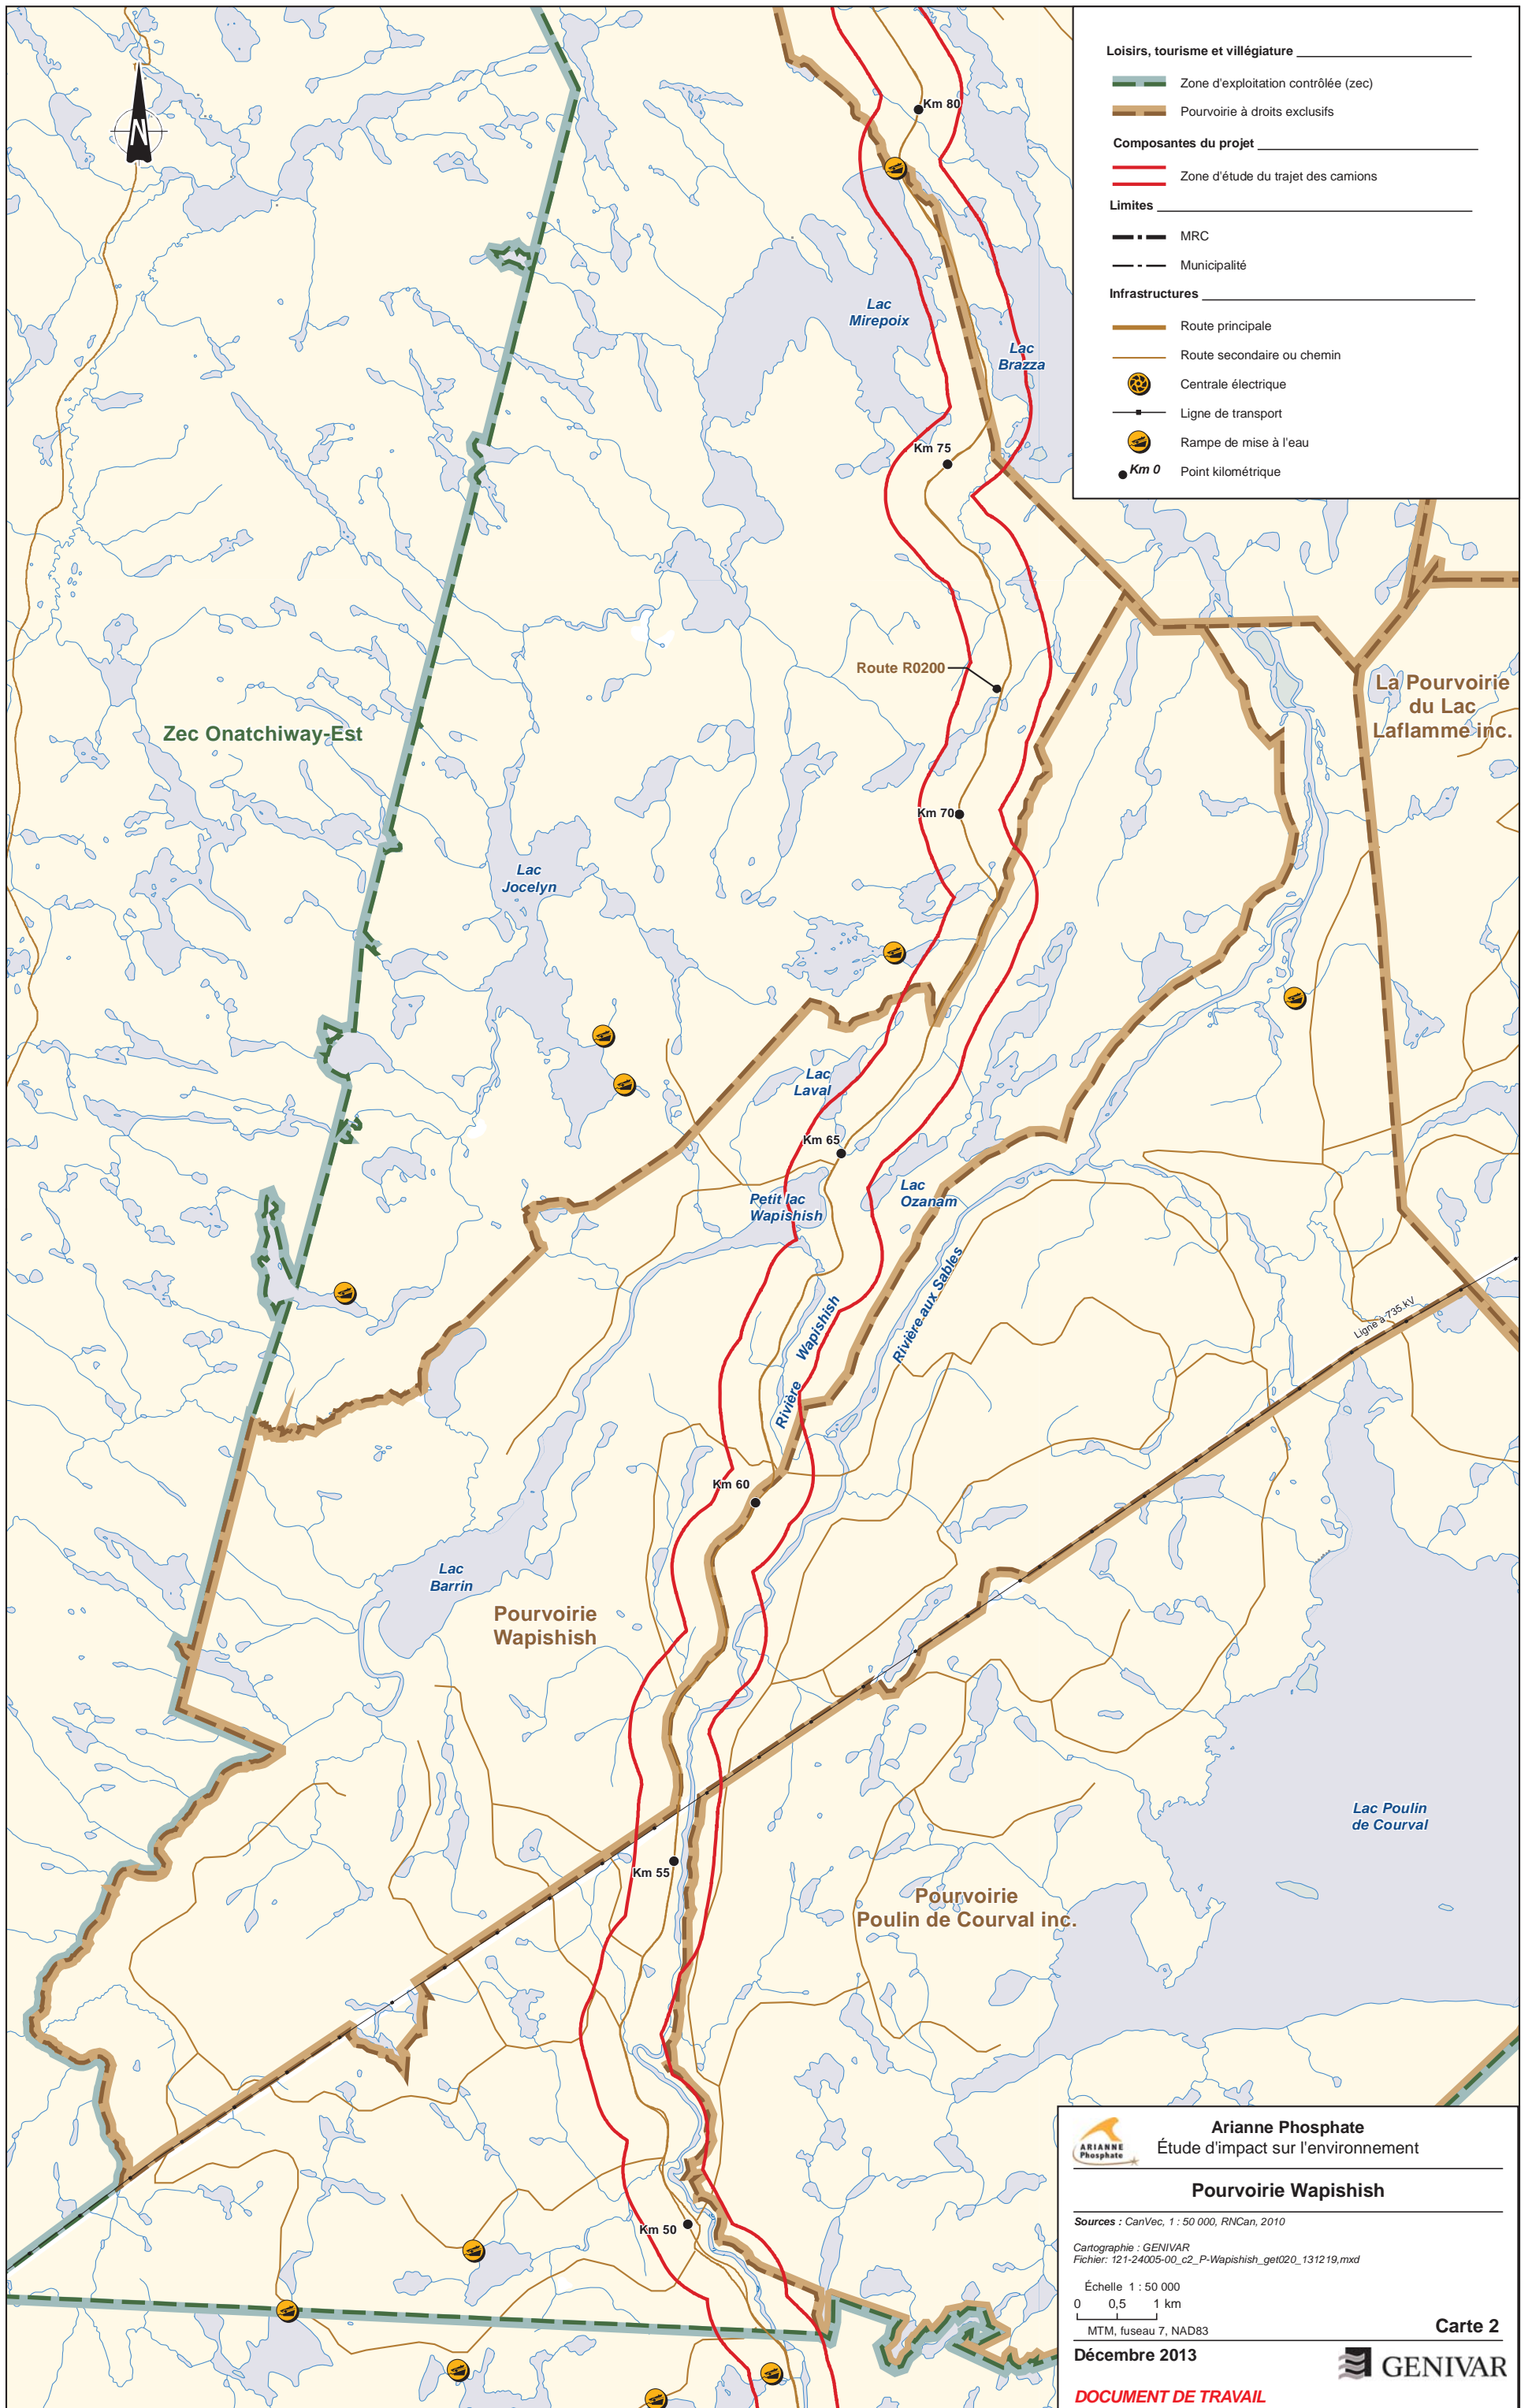 Loisirs, tourisme et villégiature
Zone d'exploitation contrôlée (zec)
Pourvoirie à droits exclusifs
Composantes du projet
Zone d'étude du trajet des camions
Limites
MRC
Municipalité
Infrastructures
Route principale
Route secondaire ou chemin
Centrale électrique
Ligne de transport
Rampe de mise à l'eau
Km 0 Point kilométrique
N
Km 80
Lac
Mirepoix
Lac
Brazza
Km 75
Route R0200
La Pourvoirie
du Lac
Laflamme inc.
Zec Onatchiway-Est
Km 70
Lac
Jocelyn
Lac
Laval
Km 65
Petit lac
Wapishish
Lac
Ozanam
Rivière aux Sables
Rivière Wapishish
Ligne à 735 kV
Km 60
Lac
Barrin
Pourvoirie
Wapishish
Lac Poulin
de Courval
Km 55
Pourvoirie
Poulin de Courval inc.
Km 50
ARIANNE
Phosphate
Arianne Phosphate
Étude d'impact sur l'environnement
Pourvoirie Wapishish
Sources : CanVec, 1 : 50 000, RNCan, 2010
Cartographie : GENIVAR
Fichier: 121-24005-00_c2_P-Wapishish_get020_131219,mxd
Échelle 1 : 50 000
0 0,5 1 km
MTM, fuseau 7, NAD83
Carte 2
Décembre 2013
GENIVAR
DOCUMENT DE TRAVAIL